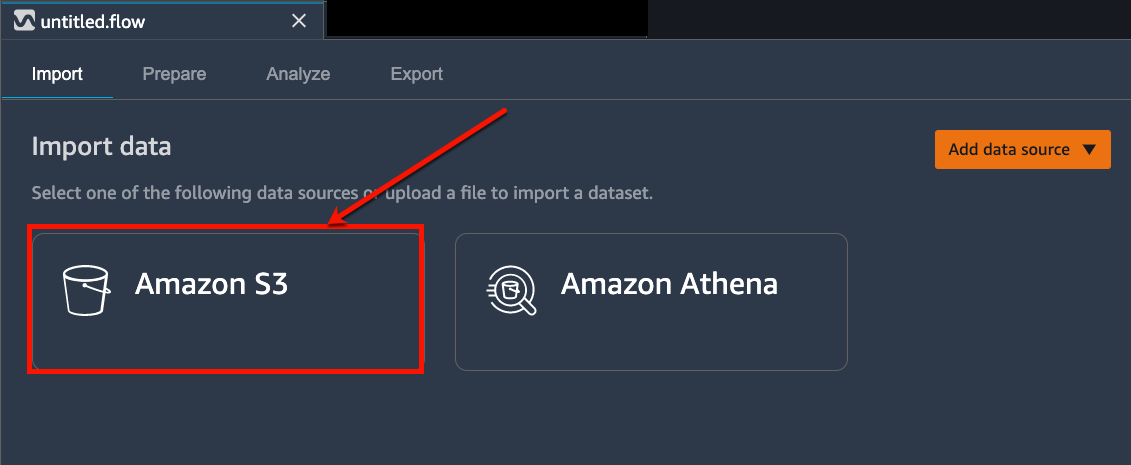 untitled.flow
Import Prepare Analyze Export
Import data
Add data source
Select one of the following data sources or upload a file to import a dataset.
Amazon S3
Amazon Athena